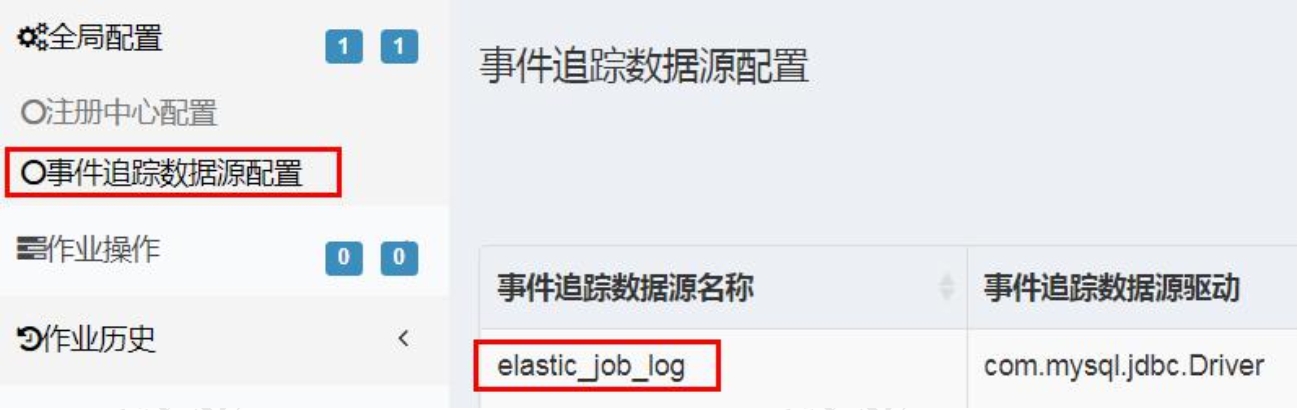 全局配置 1 1
注册中心配置
事件追踪数据源配置
作业操作 0 0
作业历史
事件追踪数据源配置
事件追踪数据源名称 事件追踪数据源驱动
elastic_job_log com.mysql.jdbc.Driver